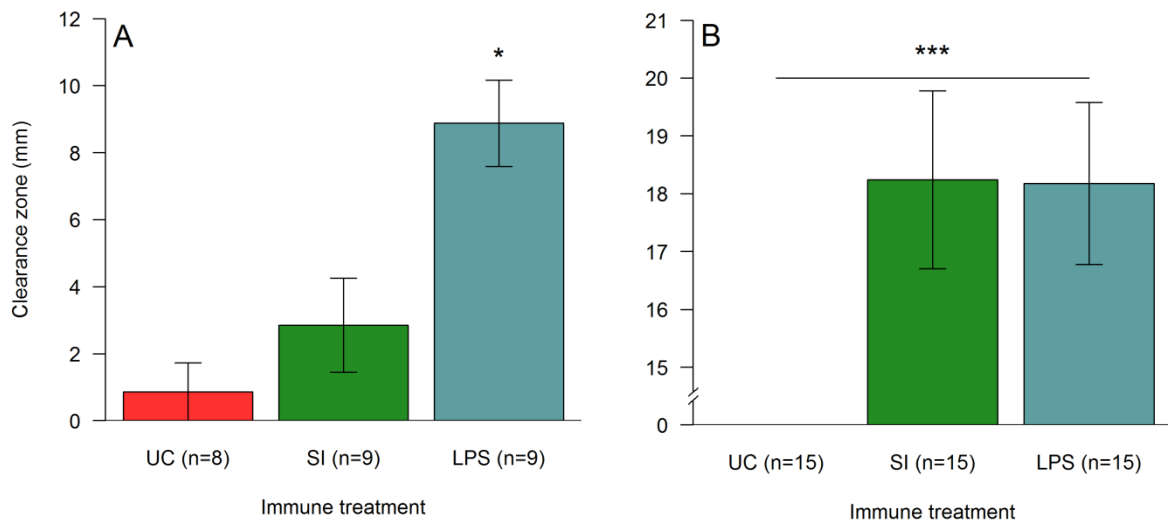 A
Clearance zone (mm)
12
10
8
6
4
2
0
*
UC (n=8) SI (n=9) LPS (n=9)
Immune treatment
B
21
20
19
18
17
16
15
0
***
UC (n=15) SI (n=15) LPS (n=15)
Immune treatment